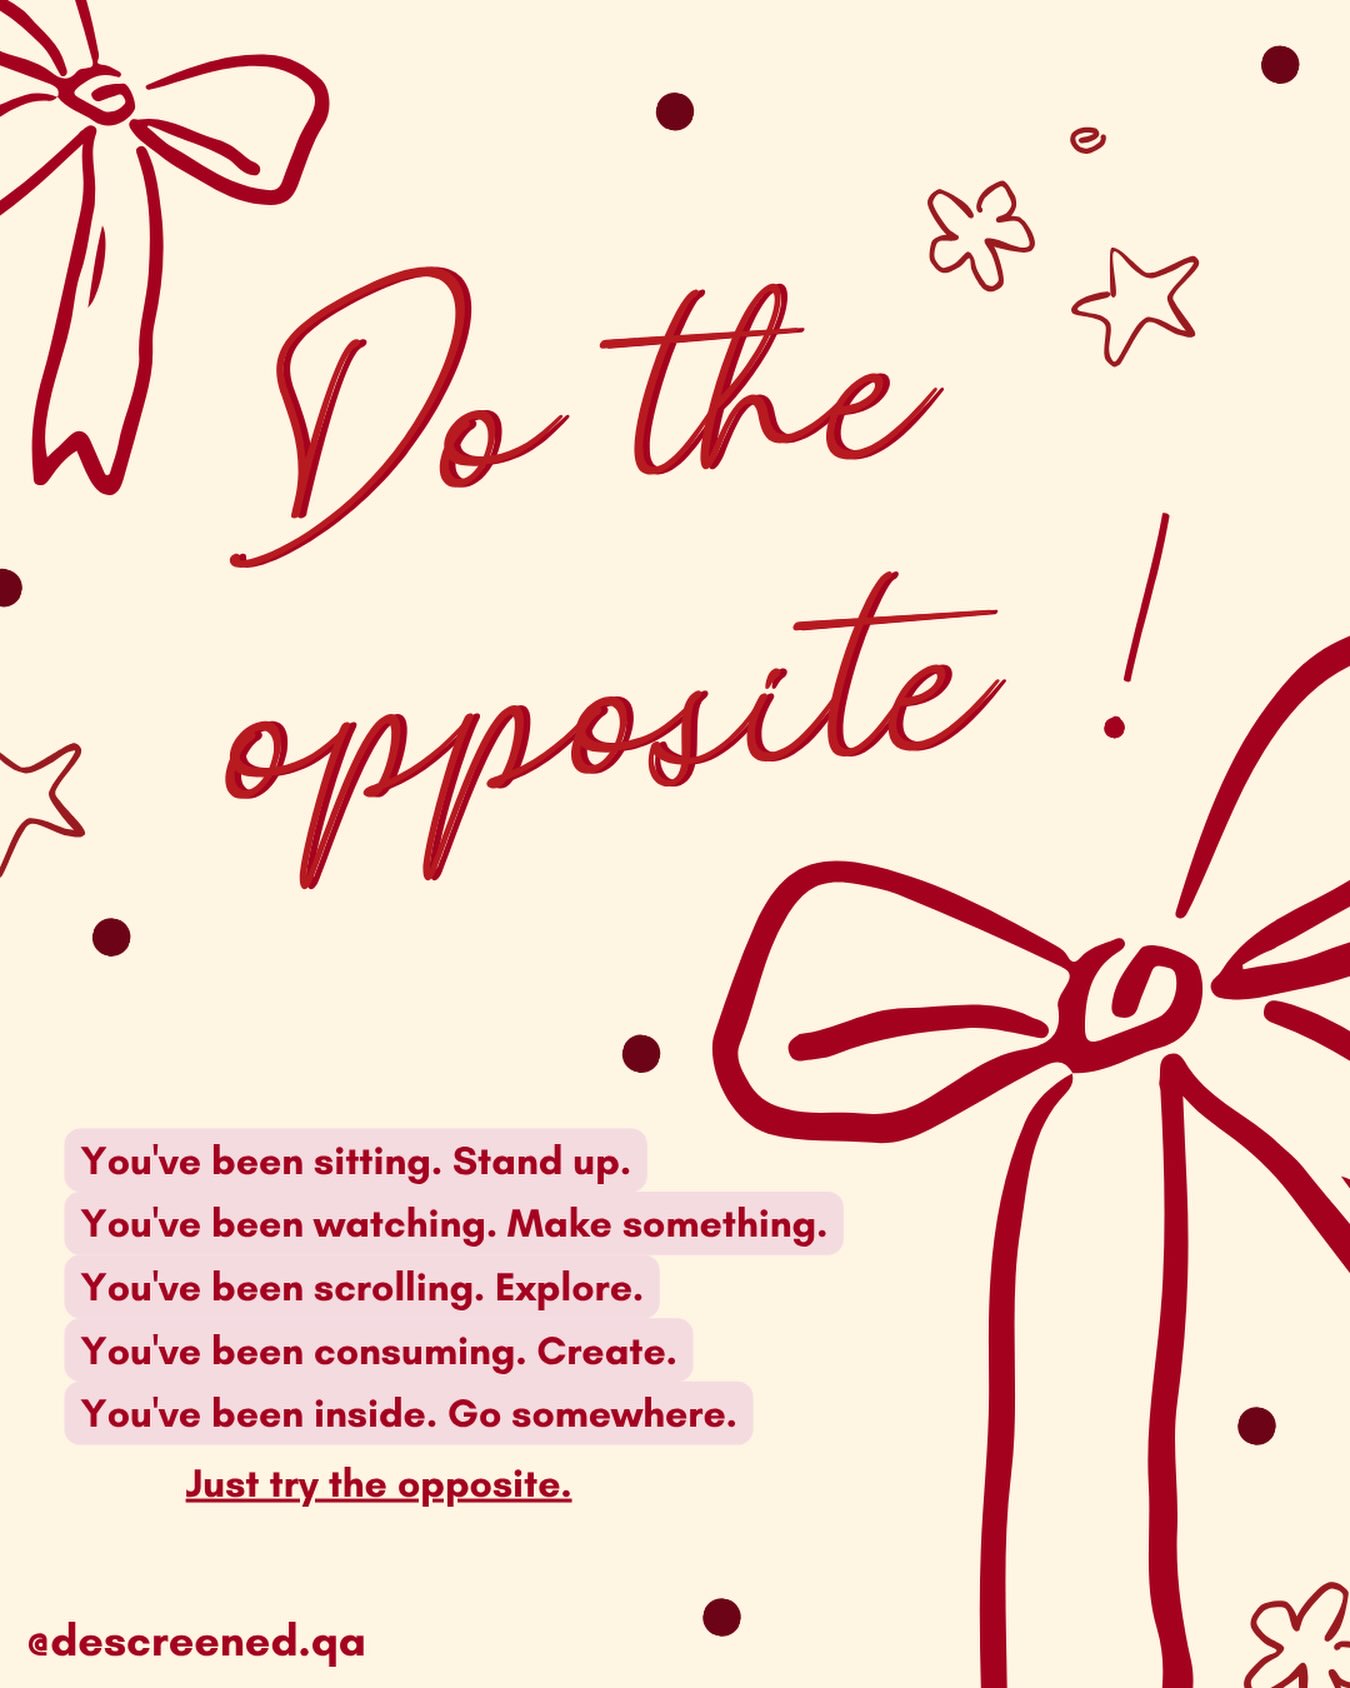 Do the
opposite !
You've been sitting. Stand up.
You've been watching. Make something.
You've been scrolling. Explore.
You've been consuming. Create.
You've been inside. Go somewhere.
Just try the opposite.
@descreened.qa